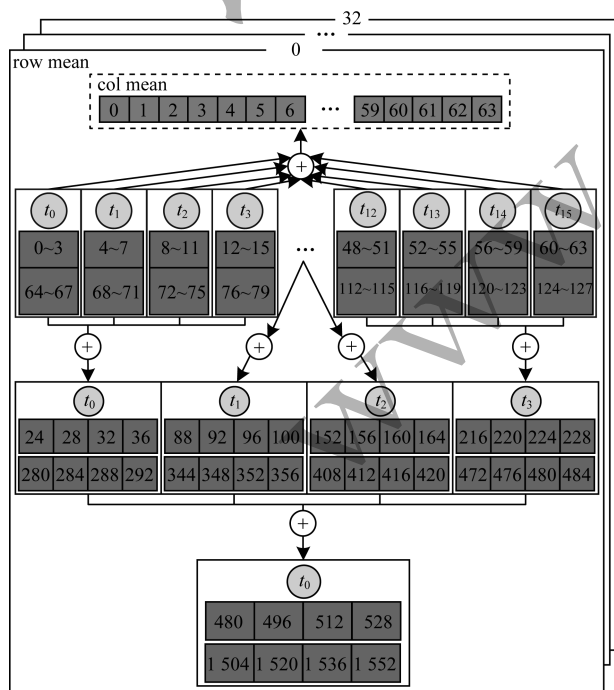 32
...
0
row mean
col mean
0 1 2 3 4 5 6 ... 59 60 61 62 63
+
t0 t1 t2 t3 t12 t13 t14 t15
0~3 4~7 8~11 12~15 ... 48~51 52~55 56~59 60~63
64~67 68~71 72~75 76~79 112~115 116~119 120~123 124~127
+ + + +
t0 t1 t2 t3
24 28 32 36 88 92 96 100 152 156 160 164 216 220 224 228
280 284 288 292 344 348 352 356 408 412 416 420 472 476 480 484
+
t0
480 496 512 528
1 504 1 520 1 536 1 552
WWW